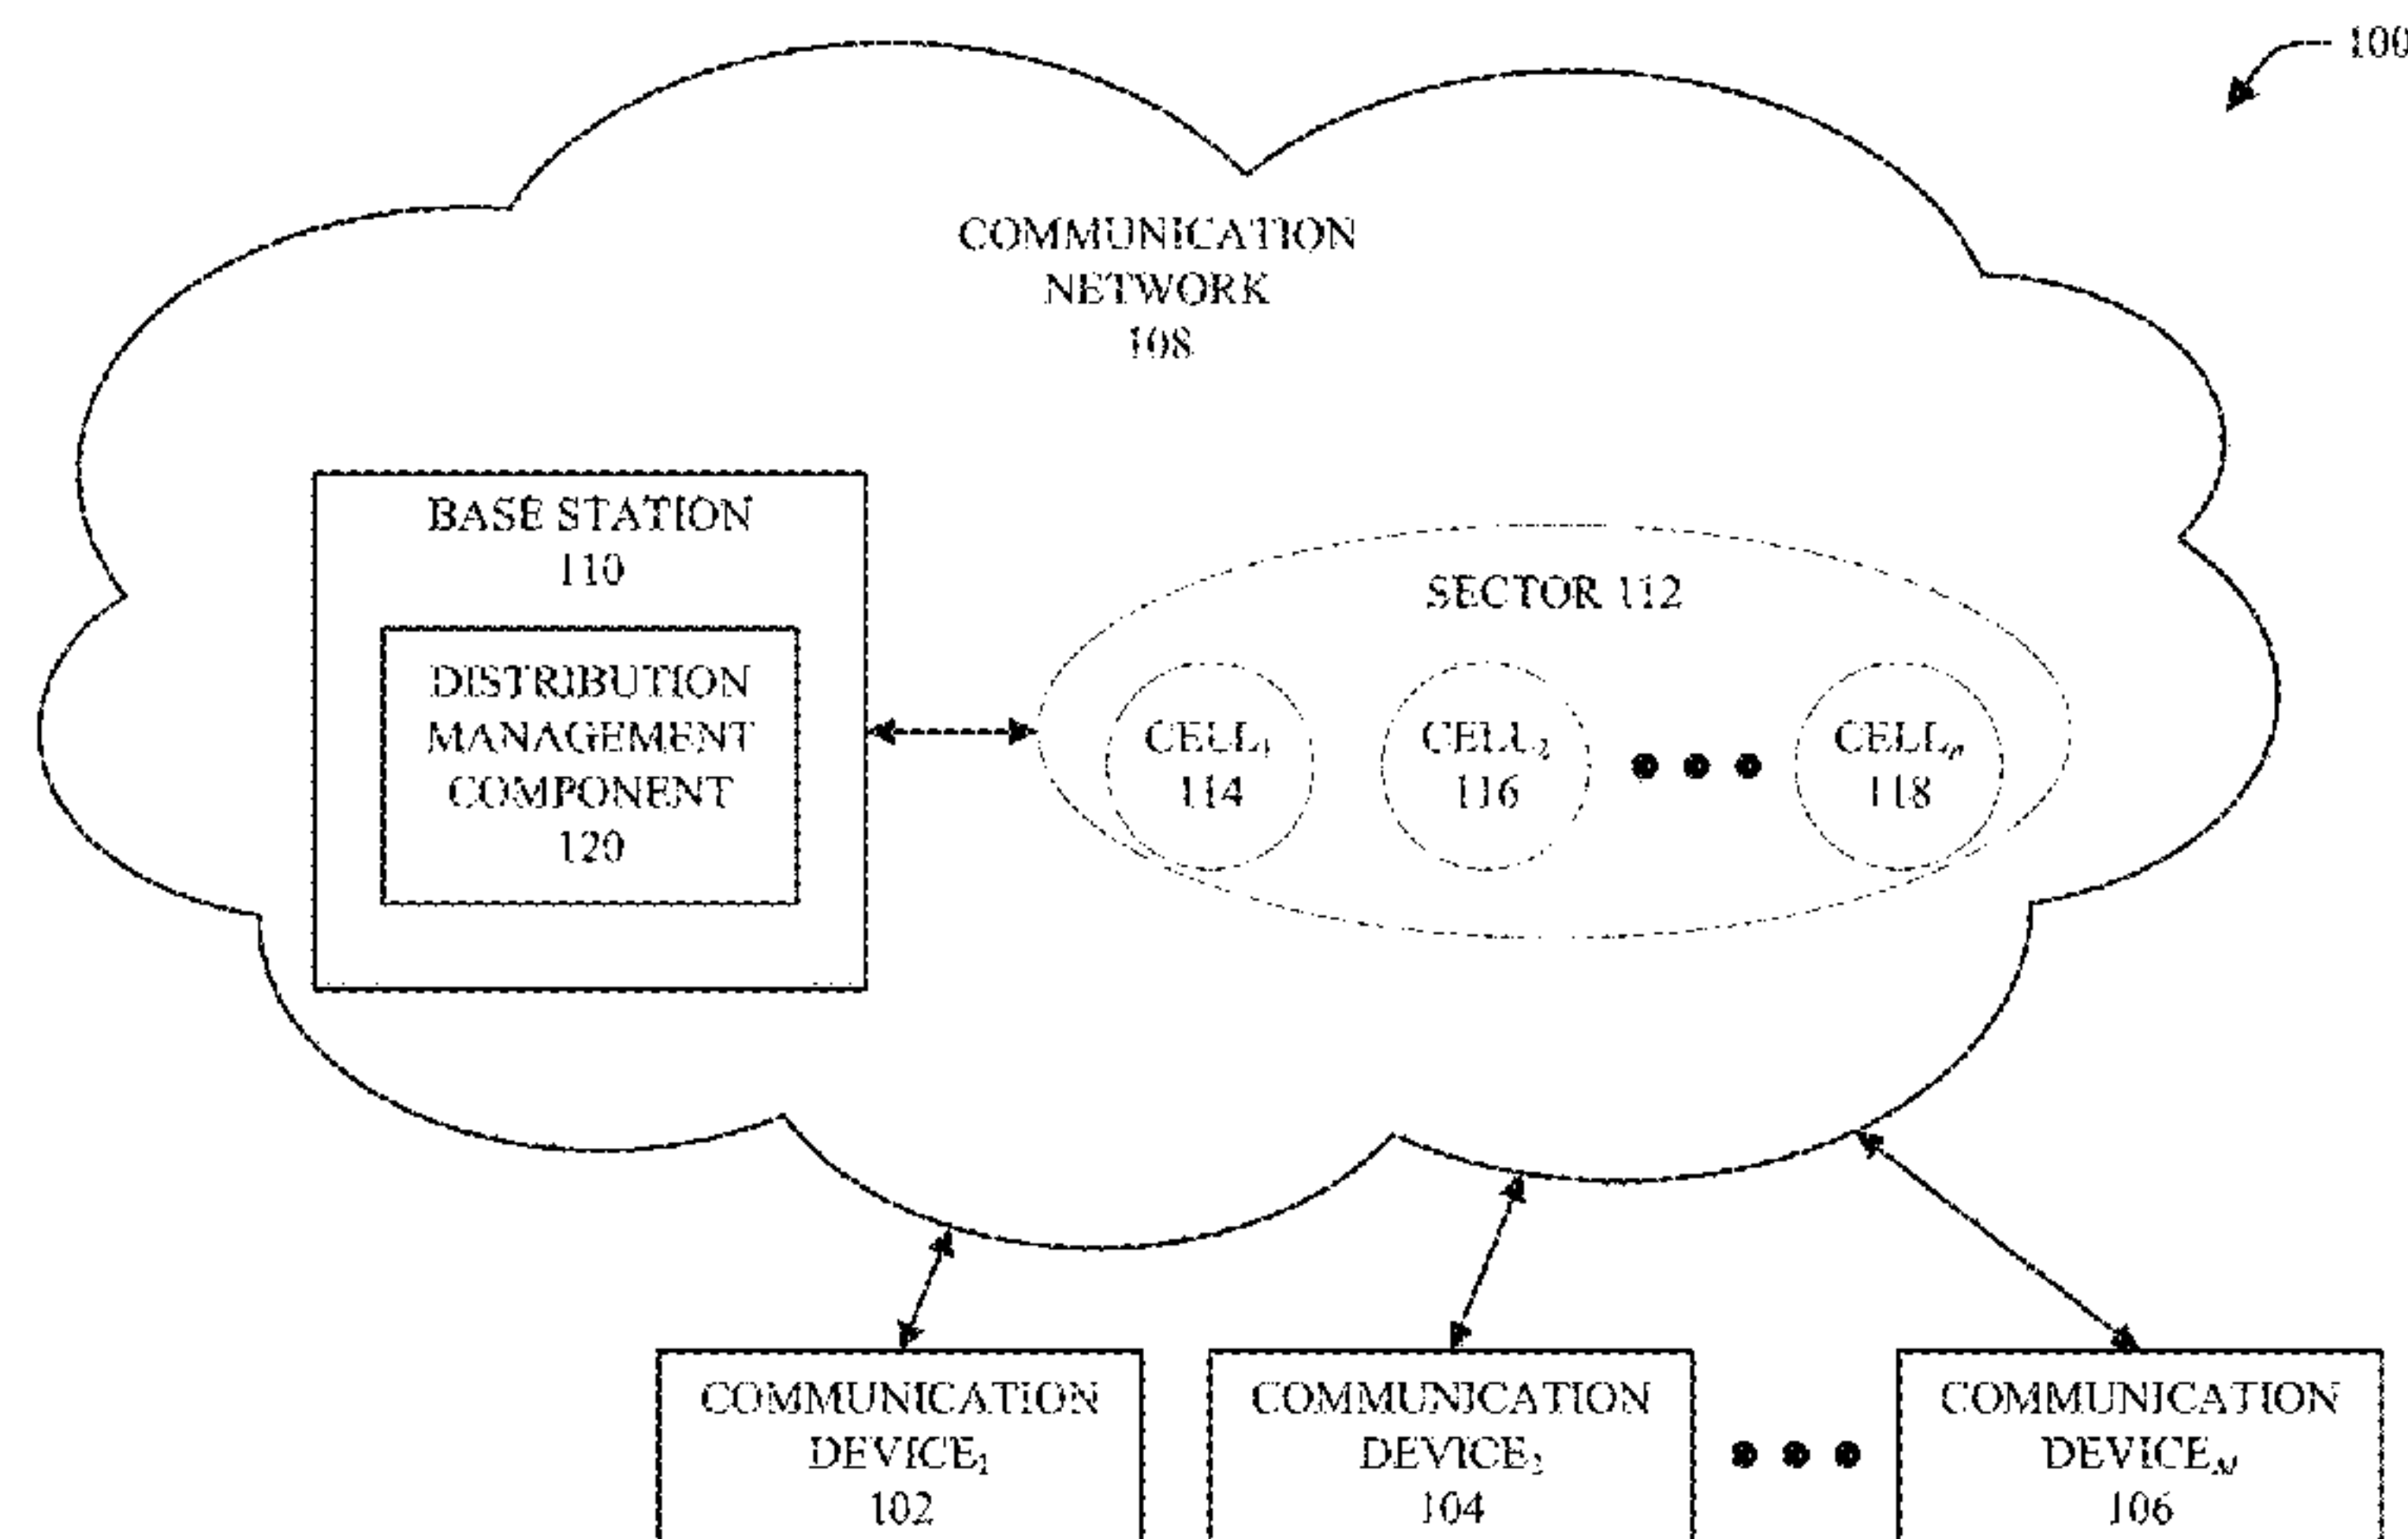 100
COMMUNICATION
NETWORK
108
BASE STATION
110
SECTOR 112
DISTRIBUTION
MANAGEMENT
COMPONENT
120
CELL₁
114
CELL₂
116
CELLₙ
118
COMMUNICATION
DEVICE₁
102
COMMUNICATION
DEVICE₂
104
COMMUNICATION
DEVICE_M
106